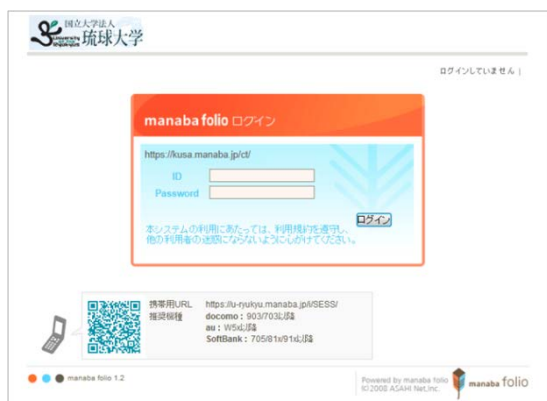 国立大学法人
琉球大学
ログインしていません |
manaba folio ログイン
https://kusa.manaba.jp/ct/
ID
Password
ログイン
本システムの利用にあたっては、利用規約を遵守し、
他の利用者の迷惑にならないように心がけてください。
携帯用URL https://u-ryukyu.manaba.jp/i/SESS/
推奨機種 docomo : 903/703以降
au : W5x以降
SoftBank : 705/81x/91x以降
manaba folio 1.2
Powered by manaba folio
(C)2008 ASAHI Net,Inc.
manaba folio